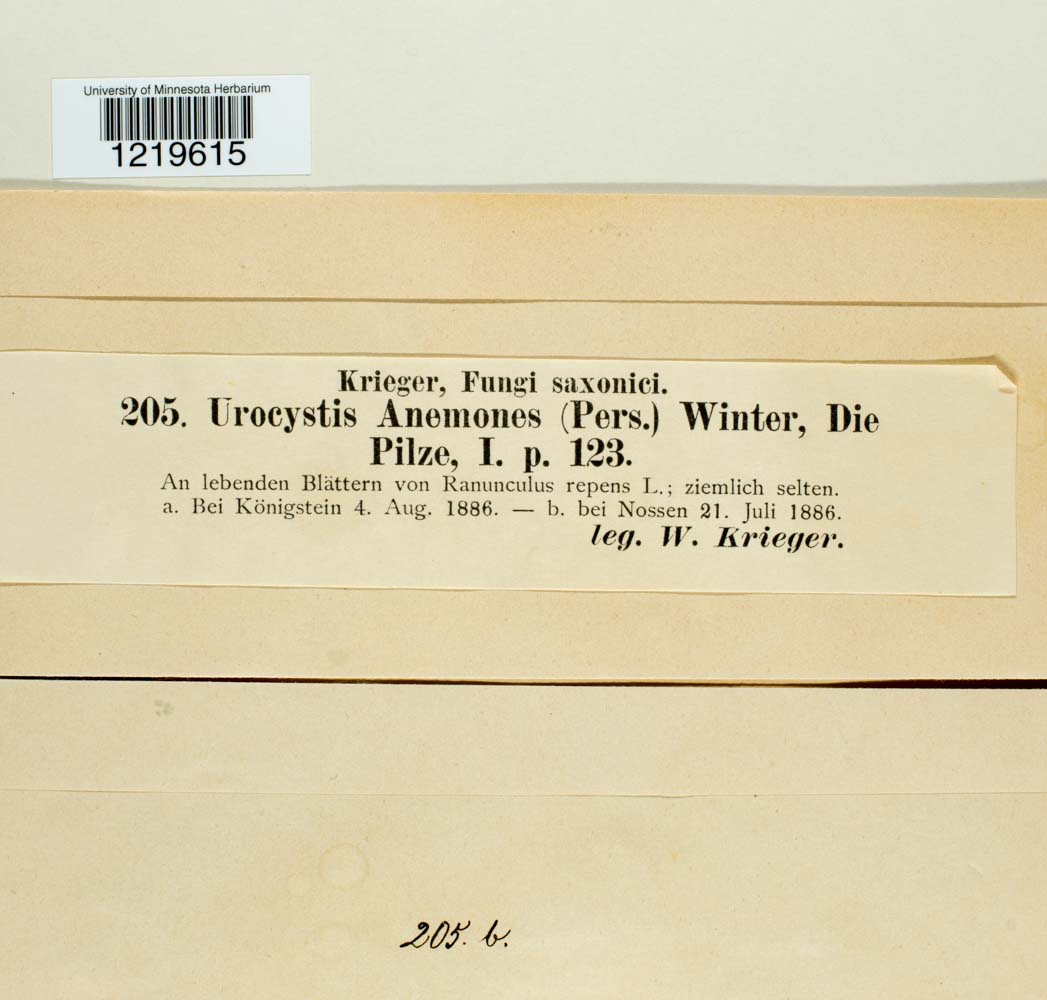 University of Minnesota Herbarium
1219615
Krieger, Fungi saxonici.
205. Urocystis Anemones (Pers.) Winter, Die
Pilze, I. p. 123.
An lebenden Blättern von Ranunculus repens L.; ziemlich selten.
a. Bei Königstein 4. Aug. 1886. — b. bei Nossen 21. Juli 1886.
leg. W. Krieger.
205. b.